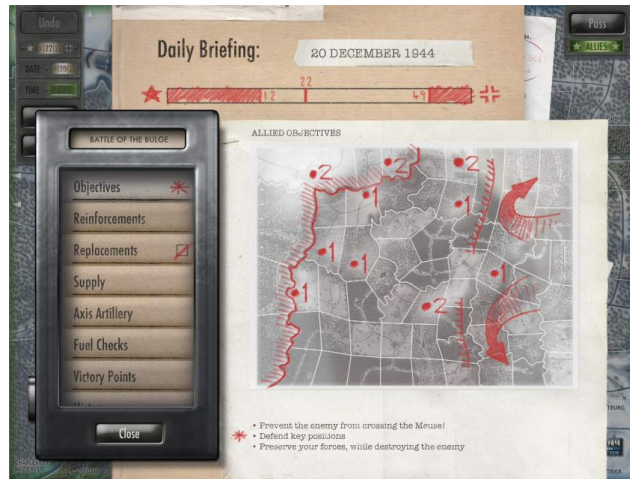 Undo
22
DATE
20
TIME
Daily Briefing:
20 DECEMBER 1944
Pass
ALLIES
12
22
49
BATTLE OF THE BULGE
Objectives
Reinforcements
Replacements
Supply
Axis Artillery
Fuel Checks
Victory Points
Close
ALLIED OBJECTIVES
2
2
2
1
1
1
1
1
1
2
• Prevent the enemy from crossing the Meuse!
• Defend key positions
• Preserve your forces, while destroying the enemy